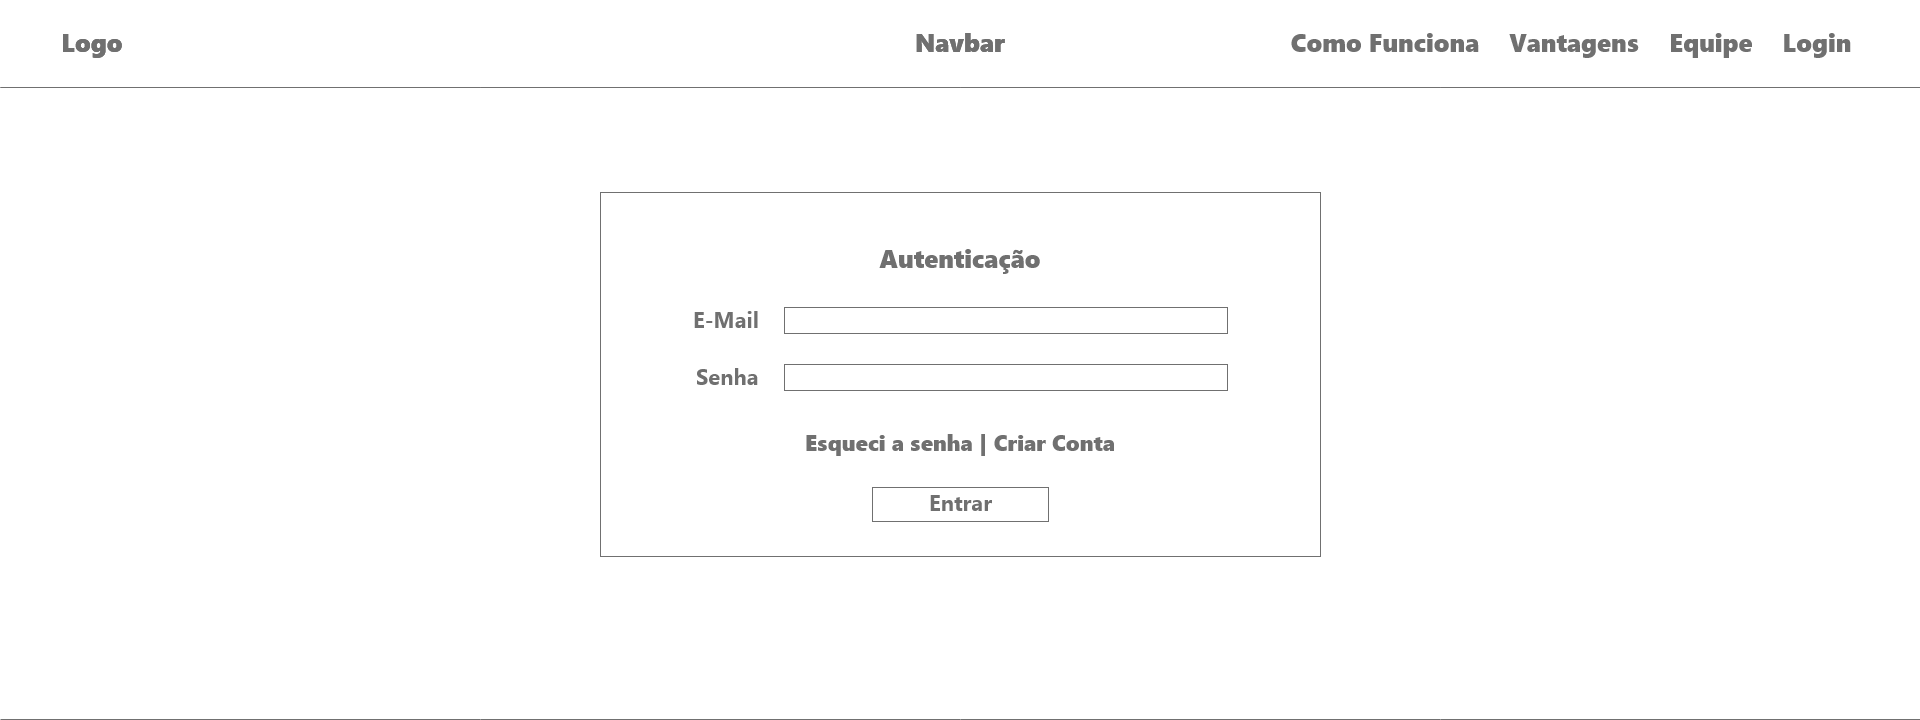 Logo Navbar Como Funciona Vantagens Equipe Login
Autenticação
E-Mail
Senha
Esqueci a senha | Criar Conta
Entrar